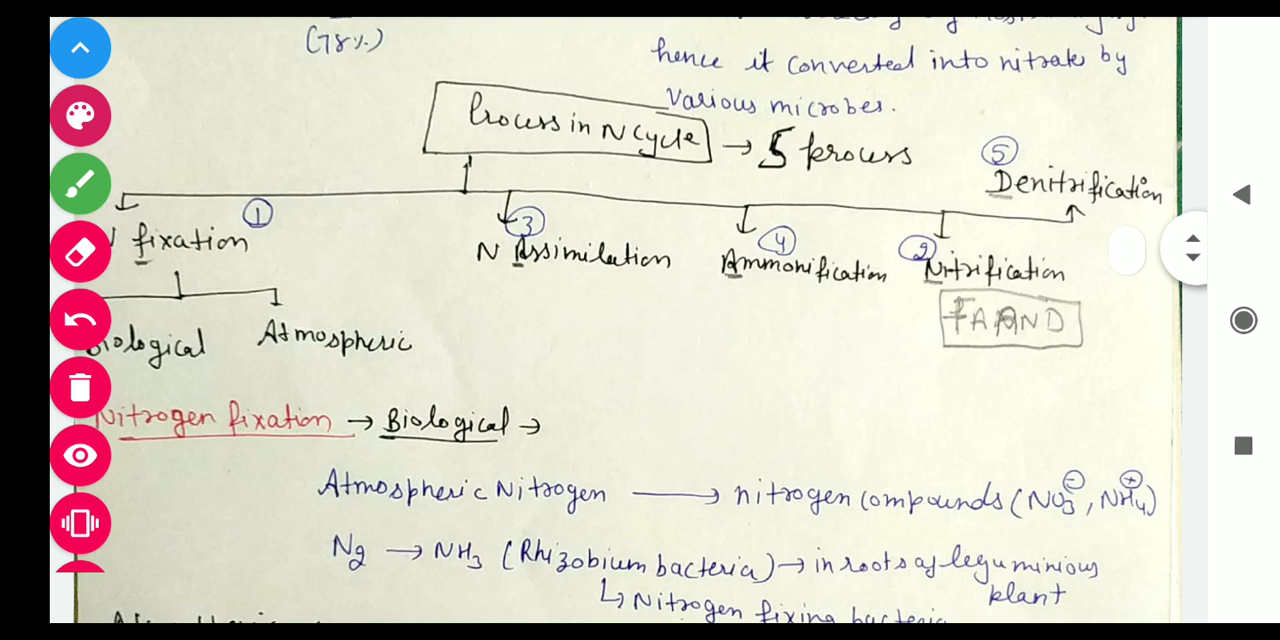 (78%)
hence it converted into nitrate by
various microbes.
Process in N Cycle → 5 process
① ③ ④ ② ⑤
fixation
N Assimilation
Ammonification
Nitrification
Denitrification
FAAND
Biological
Atmospheric
Nitrogen fixation → Biological →
Atmospheric Nitrogen → nitrogen compounds (NO3⊖, NH4⊕)
N2 → NH3 (Rhizobium bacteria) → in roots of leguminious
plant
↳ Nitrogen fixing bacteria